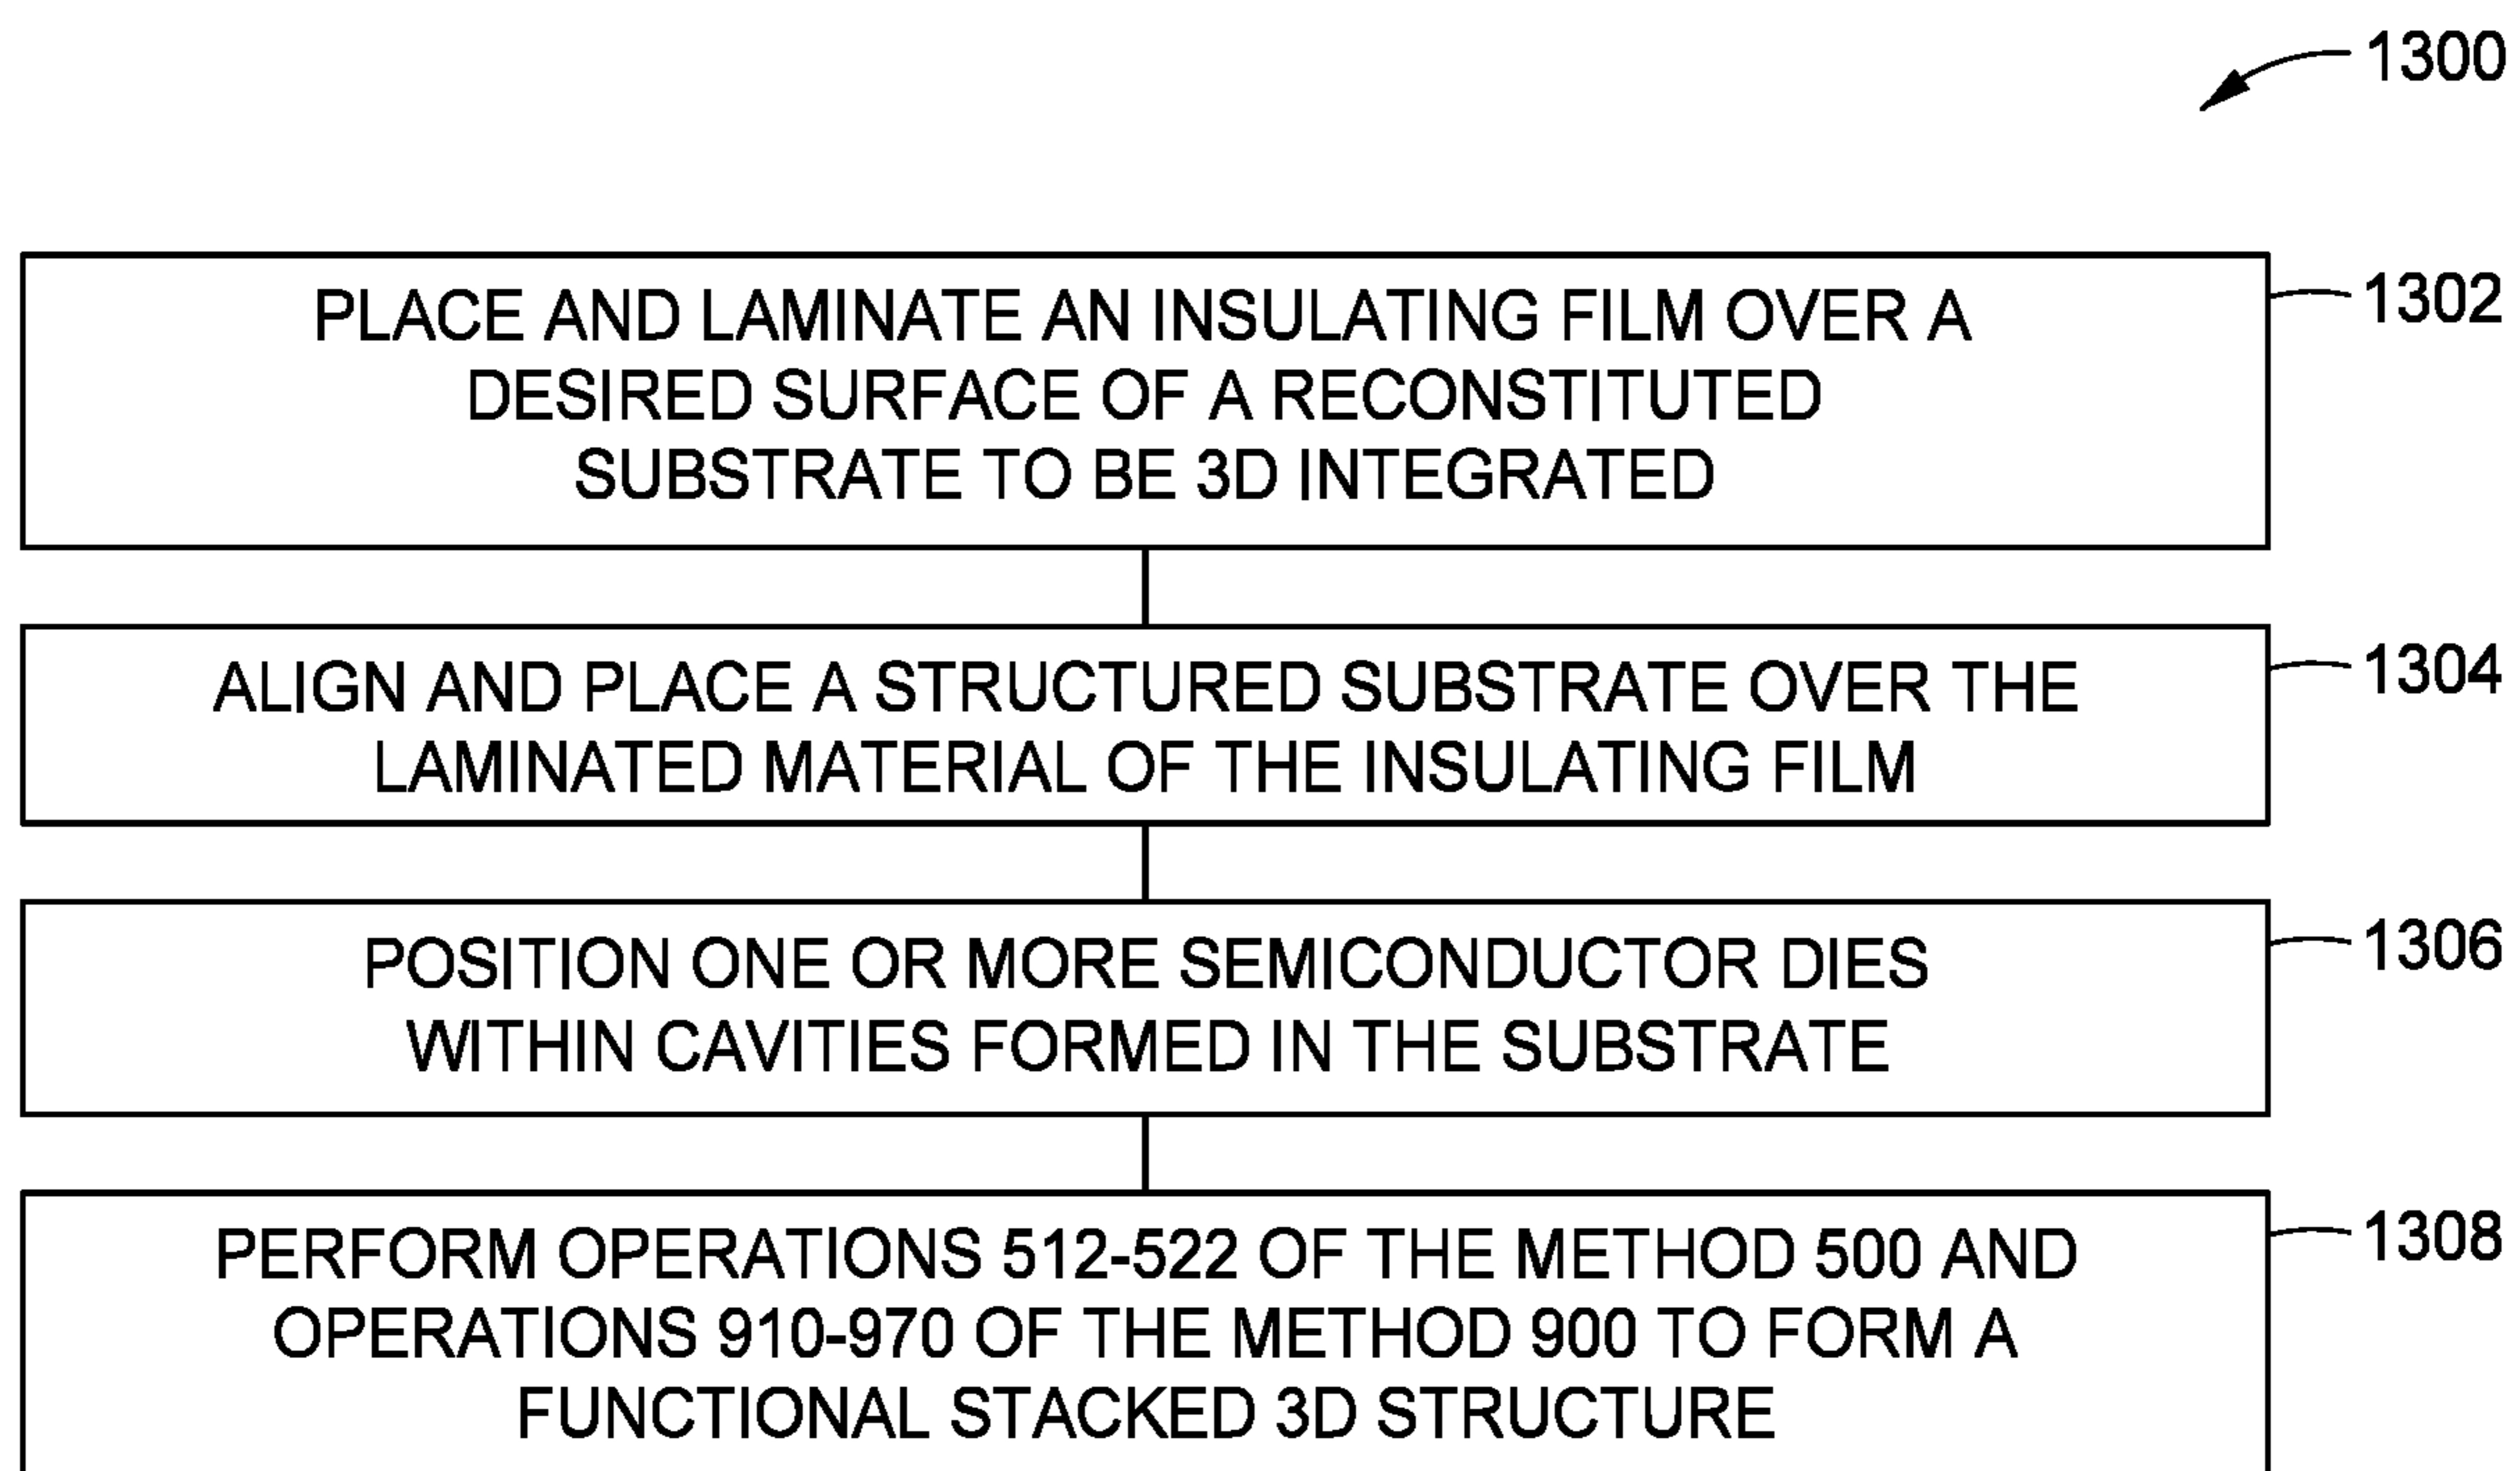 1300
PLACE AND LAMINATE AN INSULATING FILM OVER A
DESIRED SURFACE OF A RECONSTITUTED
SUBSTRATE TO BE 3D INTEGRATED
1302
ALIGN AND PLACE A STRUCTURED SUBSTRATE OVER THE
LAMINATED MATERIAL OF THE INSULATING FILM
1304
POSITION ONE OR MORE SEMICONDUCTOR DIES
WITHIN CAVITIES FORMED IN THE SUBSTRATE
1306
PERFORM OPERATIONS 512-522 OF THE METHOD 500 AND
OPERATIONS 910-970 OF THE METHOD 900 TO FORM A
FUNCTIONAL STACKED 3D STRUCTURE
1308